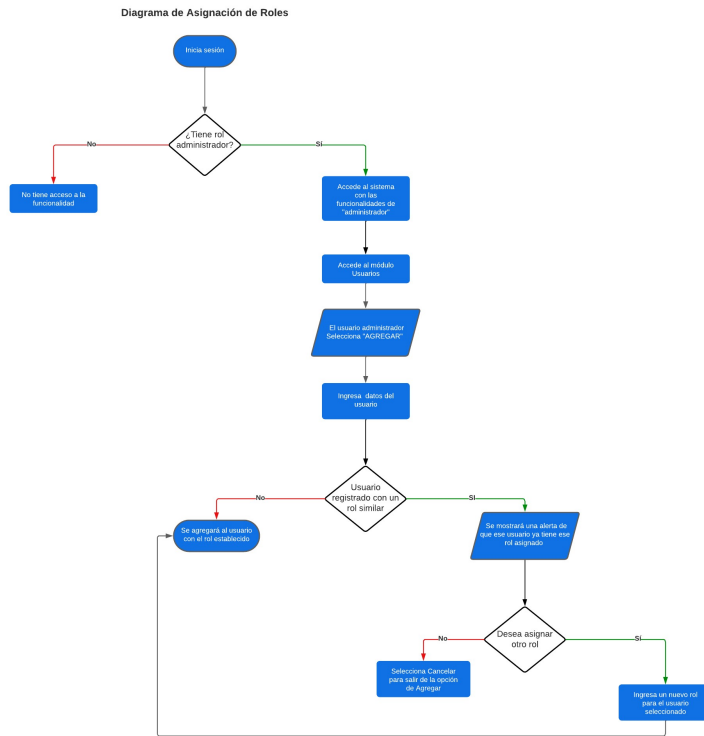 Diagrama de Asignación de Roles
Inicia sesión
¿Tiene rol
administrador?
No
Sí
No tiene acceso a la
funcionalidad
Accede al sistema
con las
funcionalidades de
"administrador"
Accede al módulo
Usuarios
El usuario administrador
Selecciona "AGREGAR"
Ingresa datos del
usuario
Usuario
registrado con un
rol similar
No
SI
Se agregará al usuario
con el rol establecido
Se mostrará una alerta de
que ese usuario ya tiene ese
rol asignado
Desea asignar
otro rol
No
Sí
Selecciona Cancelar
para salir de la opción
de Agregar
Ingresa un nuevo rol
para el usuario
seleccionado